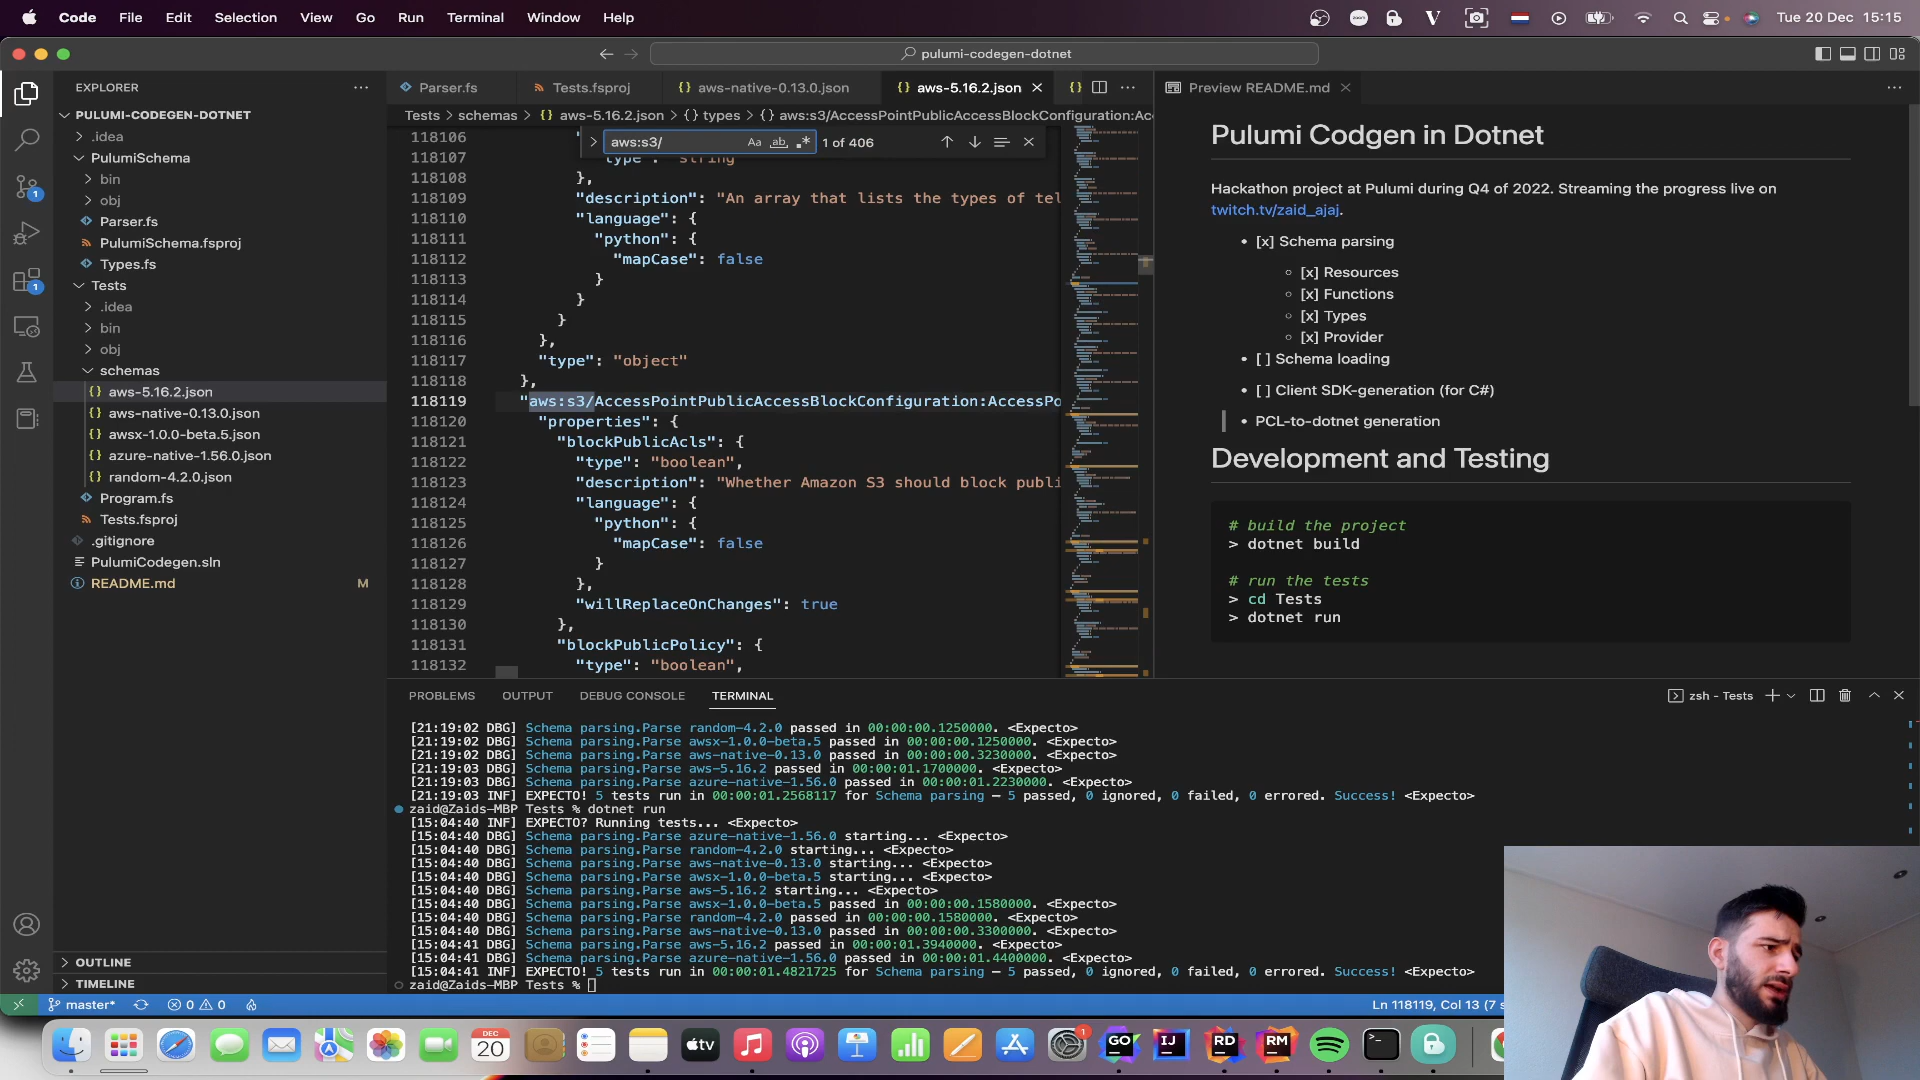 Code File Edit Selection View Go Run Terminal Window Help
zoom
V
Tue 20 Dec 15:15
pulumi-codegen-dotnet
EXPLORER
Parser.fs
Tests.fsproj
{} aws-native-0.13.0.json
{} aws-5.16.2.json
{}
Preview README.md
PULUMI-CODEGEN-DOTNET
.idea
PulumiSchema
bin
obj
Parser.fs
PulumiSchema.fsproj
Types.fs
Tests
.idea
bin
obj
schemas
{} aws-5.16.2.json
{} aws-native-0.13.0.json
{} awsx-1.0.0-beta.5.json
{} azure-native-1.56.0.json
{} random-4.2.0.json
Program.fs
Tests.fsproj
.gitignore
PulumiCodegen.sln
README.md M
OUTLINE
TIMELINE
1
1
Tests > schemas > {} aws-5.16.2.json > {} types > {} aws:s3/AccessPointPublicAccessBlockConfiguration:Acc
aws:s3/ Aa ab .* 1 of 406
118106
118107 "type": "string"
118108 },
118109 "description": "An array that lists the types of tel
118110 "language": {
118111 "python": {
118112 "mapCase": false
118113 }
118114 }
118115 }
118116 },
118117 "type": "object"
118118 },
118119 "aws:s3/AccessPointPublicAccessBlockConfiguration:AccessPo
118120 "properties": {
118121 "blockPublicAcls": {
118122 "type": "boolean",
118123 "description": "Whether Amazon S3 should block publi
118124 "language": {
118125 "python": {
118126 "mapCase": false
118127 }
118128 },
118129 "willReplaceOnChanges": true
118130 },
118131 "blockPublicPolicy": {
118132 "type": "boolean",
Pulumi Codgen in Dotnet
Hackathon project at Pulumi during Q4 of 2022. Streaming the progress live on
twitch.tv/zaid_ajaj.
• [x] Schema parsing
◦ [x] Resources
◦ [x] Functions
◦ [x] Types
◦ [x] Provider
• [ ] Schema loading
• [ ] Client SDK-generation (for C#)
• PCL-to-dotnet generation
Development and Testing
# build the project
> dotnet build
# run the tests
> cd Tests
> dotnet run
PROBLEMS OUTPUT DEBUG CONSOLE TERMINAL
zsh - Tests
[21:19:02 DBG] Schema parsing.Parse random-4.2.0 passed in 00:00:00.1250000. <Expecto>
[21:19:02 DBG] Schema parsing.Parse awsx-1.0.0-beta.5 passed in 00:00:00.1250000. <Expecto>
[21:19:02 DBG] Schema parsing.Parse aws-native-0.13.0 passed in 00:00:00.3230000. <Expecto>
[21:19:03 DBG] Schema parsing.Parse aws-5.16.2 passed in 00:00:01.1700000. <Expecto>
[21:19:03 DBG] Schema parsing.Parse azure-native-1.56.0 passed in 00:00:01.2230000. <Expecto>
[21:19:03 INF] EXPECTO! 5 tests run in 00:00:01.2568117 for Schema parsing – 5 passed, 0 ignored, 0 failed, 0 errored. Success! <Expecto>
zaid@Zaids-MBP Tests % dotnet run
[15:04:40 INF] EXPECTO? Running tests... <Expecto>
[15:04:40 DBG] Schema parsing.Parse azure-native-1.56.0 starting... <Expecto>
[15:04:40 DBG] Schema parsing.Parse random-4.2.0 starting... <Expecto>
[15:04:40 DBG] Schema parsing.Parse aws-native-0.13.0 starting... <Expecto>
[15:04:40 DBG] Schema parsing.Parse awsx-1.0.0-beta.5 starting... <Expecto>
[15:04:40 DBG] Schema parsing.Parse aws-5.16.2 starting... <Expecto>
[15:04:40 DBG] Schema parsing.Parse awsx-1.0.0-beta.5 passed in 00:00:00.1580000. <Expecto>
[15:04:40 DBG] Schema parsing.Parse random-4.2.0 passed in 00:00:00.1580000. <Expecto>
[15:04:40 DBG] Schema parsing.Parse aws-native-0.13.0 passed in 00:00:00.3300000. <Expecto>
[15:04:41 DBG] Schema parsing.Parse aws-5.16.2 passed in 00:00:01.3940000. <Expecto>
[15:04:41 DBG] Schema parsing.Parse azure-native-1.56.0 passed in 00:00:01.4400000. <Expecto>
[15:04:41 INF] EXPECTO! 5 tests run in 00:00:01.4821725 for Schema parsing – 5 passed, 0 ignored, 0 failed, 0 errored. Success! <Expecto>
zaid@Zaids-MBP Tests %
master* 0 0
Ln 118119, Col 13 (7 s
DEC
20
tv
1
GO
IJ
RD
RM